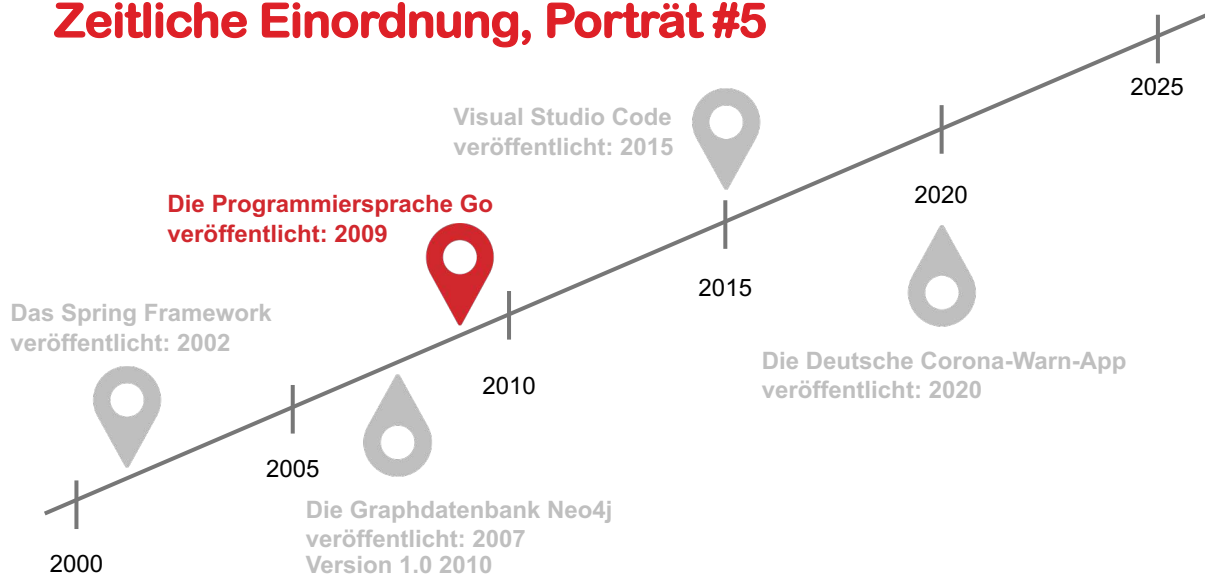 Zeitliche Einordnung, Porträt #5
2025
Visual Studio Code
veröffentlicht: 2015
2020
Die Programmiersprache Go
veröffentlicht: 2009
2015
Das Spring Framework
veröffentlicht: 2002
2010
Die Deutsche Corona-Warn-App
veröffentlicht: 2020
2005
Die Graphdatenbank Neo4j
veröffentlicht: 2007
Version 1.0 2010
2000